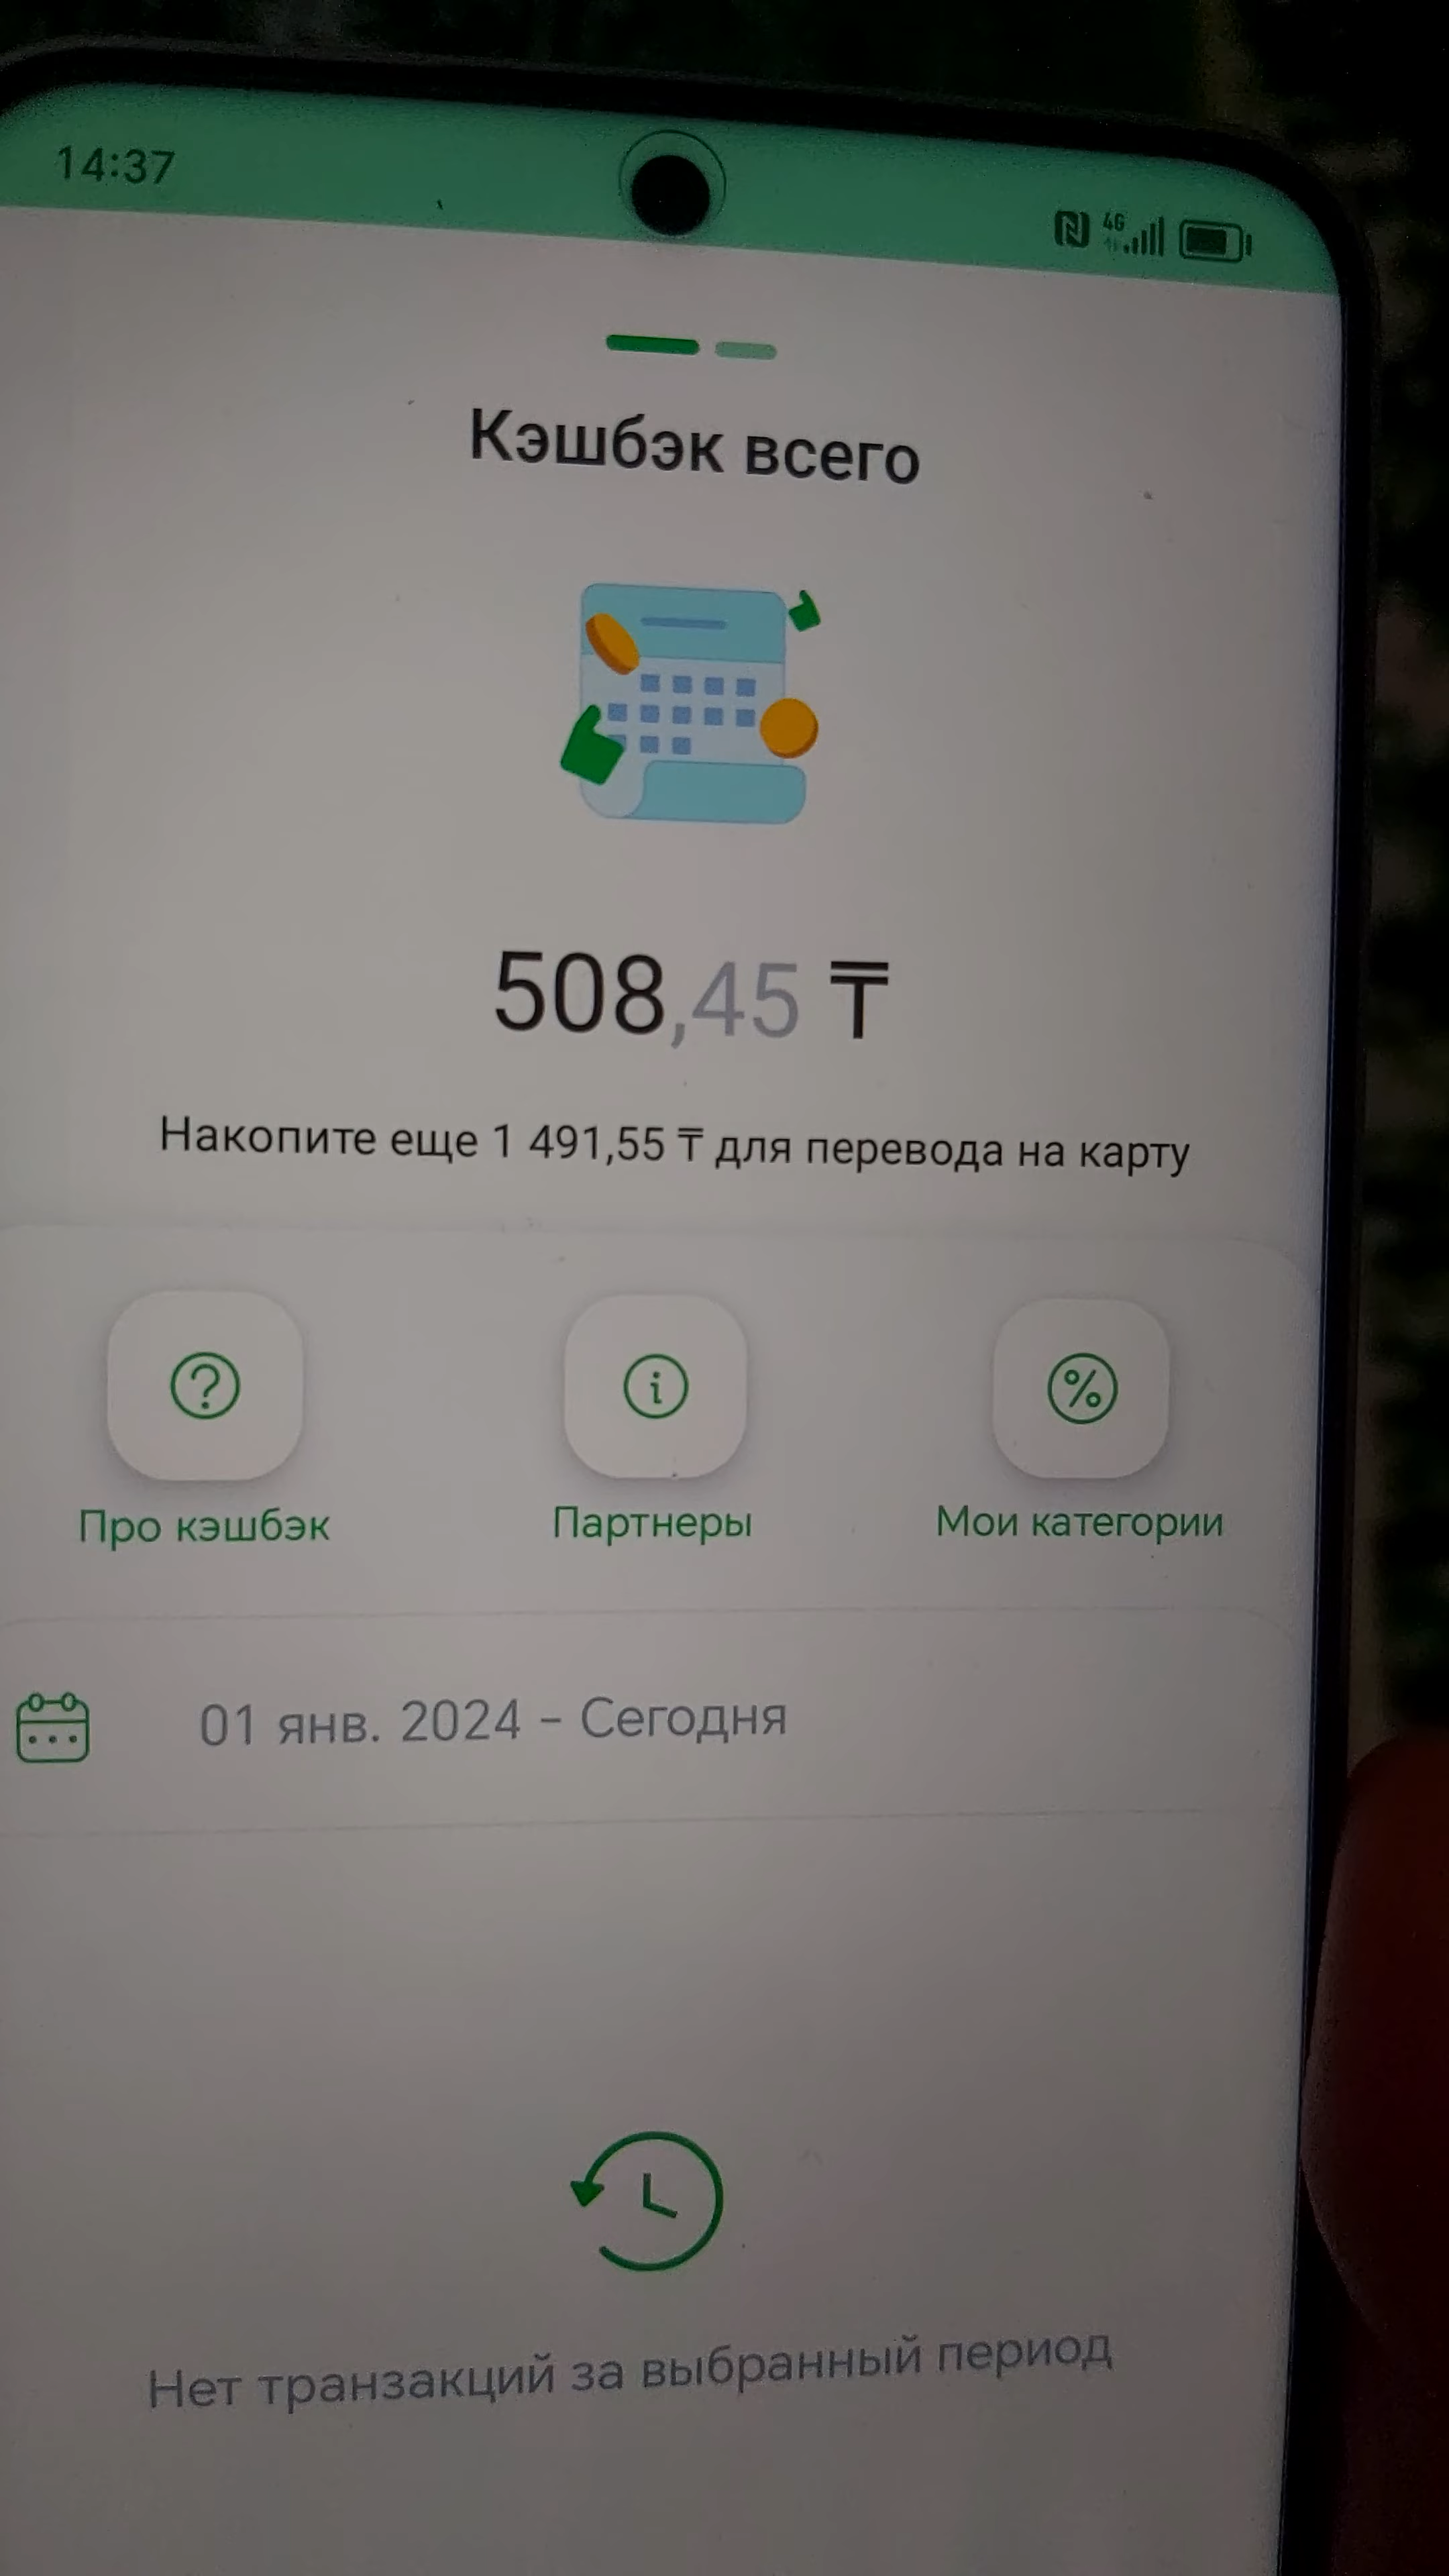 14:37
4G
Кэшбэк всего
508,45 ₸
Накопите еще 1 491,55 ₸ для перевода на карту
Про кэшбэк
Партнеры
Мои категории
01 янв. 2024 – Сегодня
Нет транзакций за выбранный период